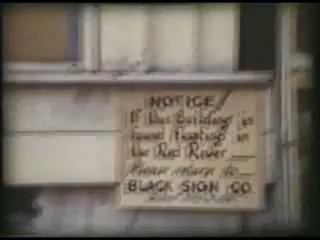 NOTICE!
If this Building is
found floating in
the Red River
Please return to
BLACK SIGN CO.